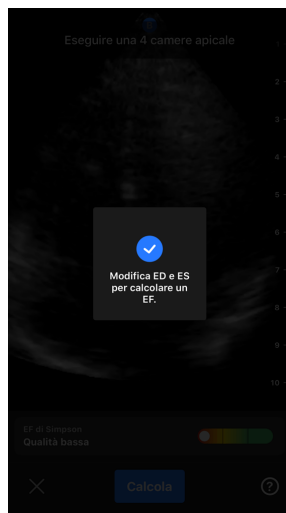 Eseguire una 4 camere apicale
2
3
4
5
6
7
8
9
10
Modifica ED e ES
per calcolare un
EF.
EF di Simpson
Qualità bassa
Calcola
?